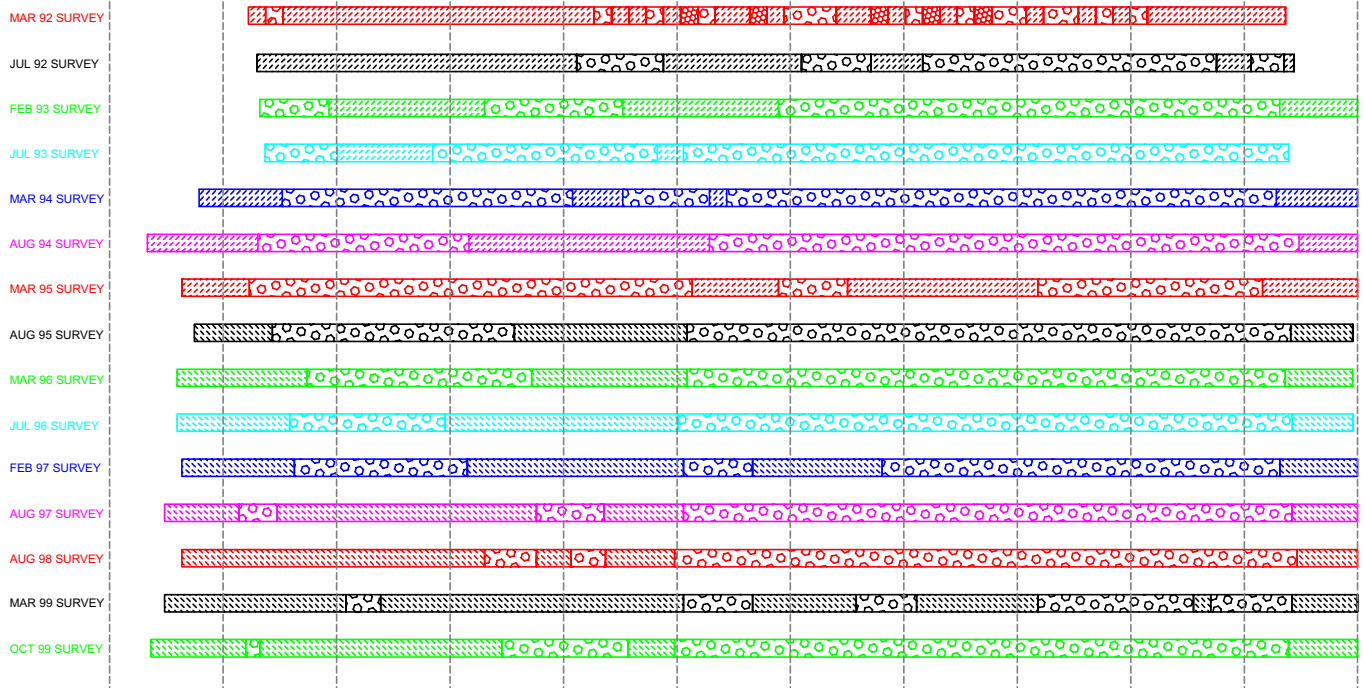 MAR 92 SURVEY
JUL 92 SURVEY
FEB 93 SURVEY
JUL 93 SURVEY
MAR 94 SURVEY
AUG 94 SURVEY
MAR 95 SURVEY
AUG 95 SURVEY
MAR 96 SURVEY
JUL 96 SURVEY
FEB 97 SURVEY
AUG 97 SURVEY
AUG 98 SURVEY
MAR 99 SURVEY
OCT 99 SURVEY